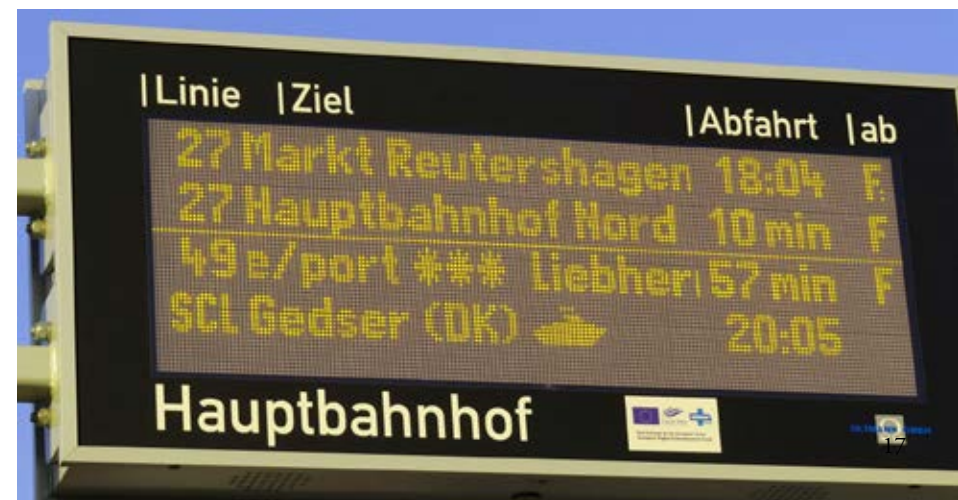 |Linie |Ziel |Abfahrt |ab
27 Markt Reutershagen 18:04 F
27 Hauptbahnhof Nord 10 min F
49 e/port *** Liebherr 57 min F
SCL Gedser (DK) 20:05
Hauptbahnhof
17